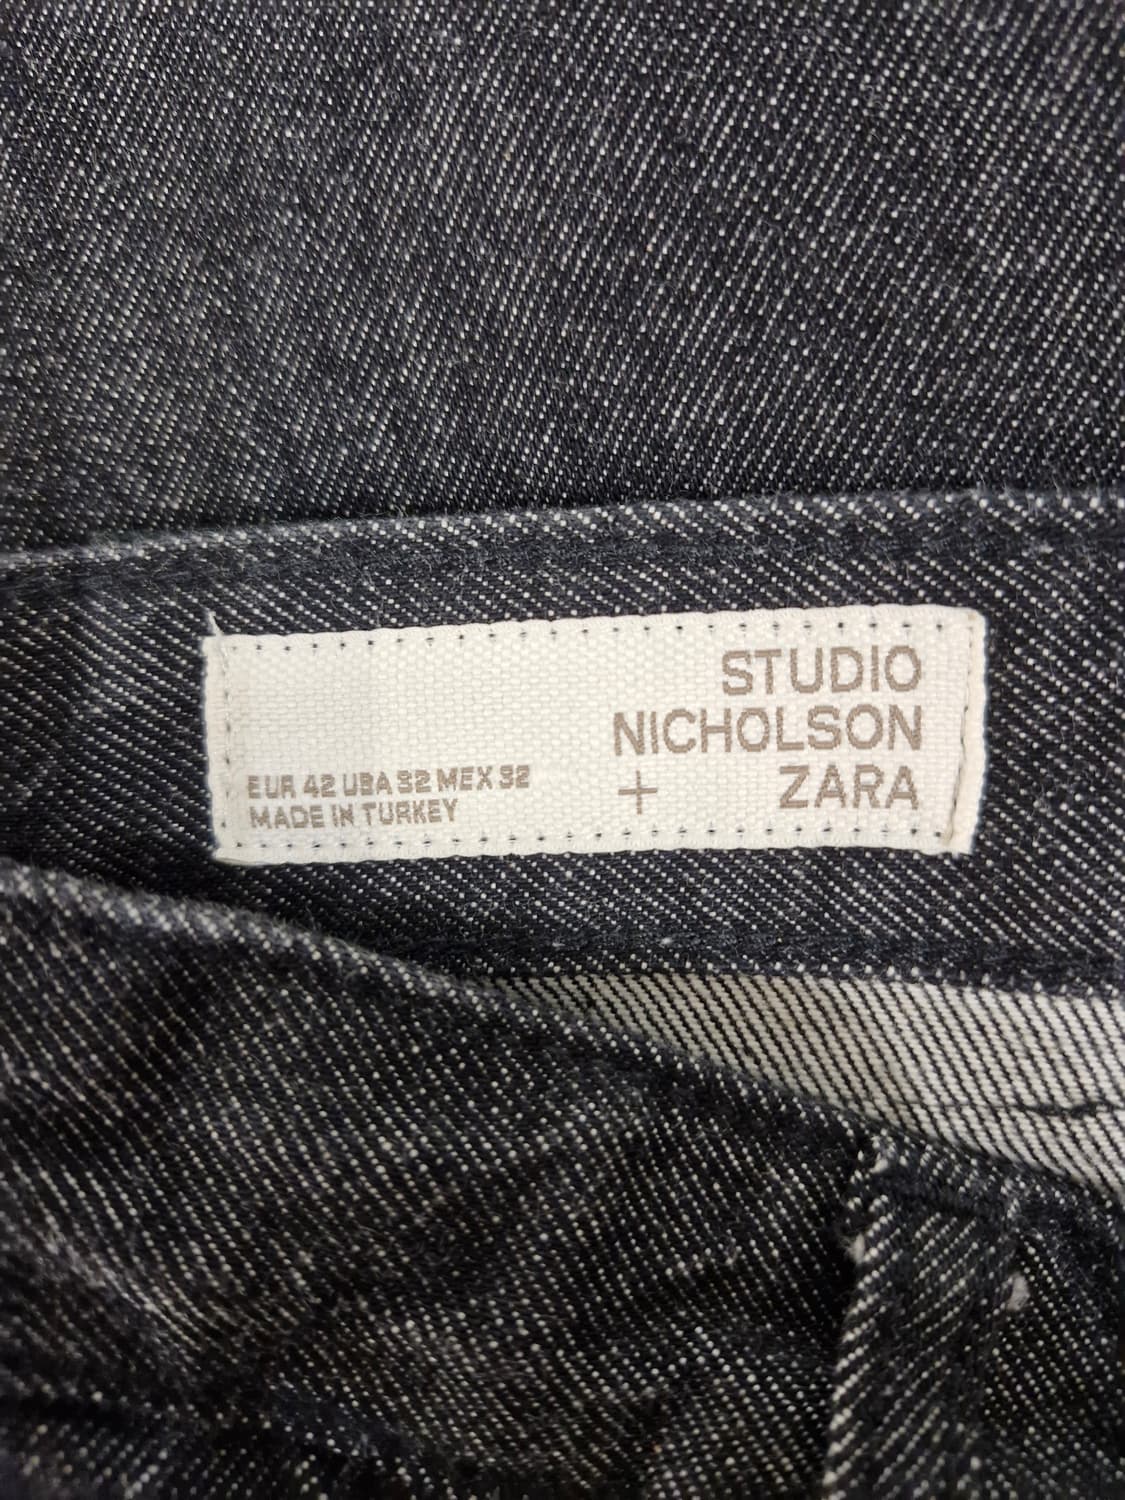 STUDIO
NICHOLSON
+ ZARA
EUR 42 USA 32 MEX 32
MADE IN TURKEY